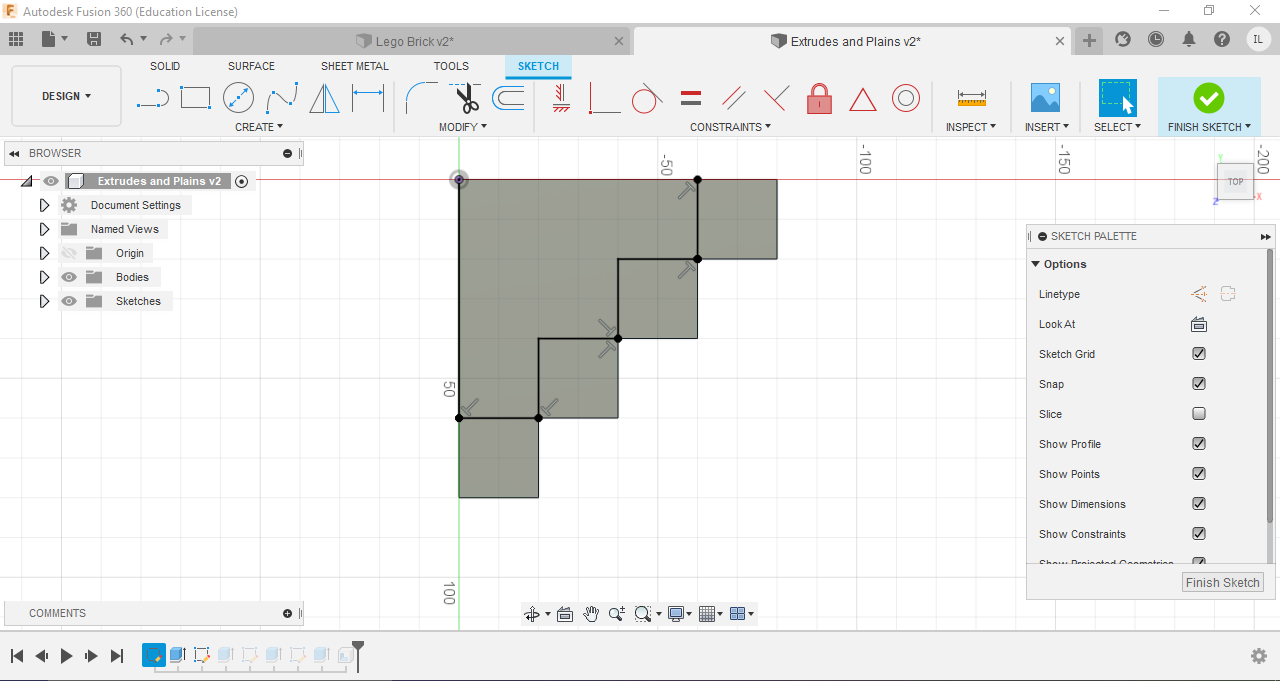 Autodesk Fusion 360 (Education License)
Lego Brick v2*
Extrudes and Plains v2*
IL
SOLID SURFACE SHEET METAL TOOLS SKETCH
DESIGN
CREATE MODIFY CONSTRAINTS INSPECT INSERT SELECT FINISH SKETCH
BROWSER
Extrudes and Plains v2
Document Settings
Named Views
Origin
Bodies
Sketches
-50
-100
-150
-200
50
100
Y
TOP
X
Z
SKETCH PALETTE
Options
Linetype
Look At
Sketch Grid
Snap
Slice
Show Profile
Show Points
Show Dimensions
Show Constraints
Show Projected Geometries
Finish Sketch
COMMENTS